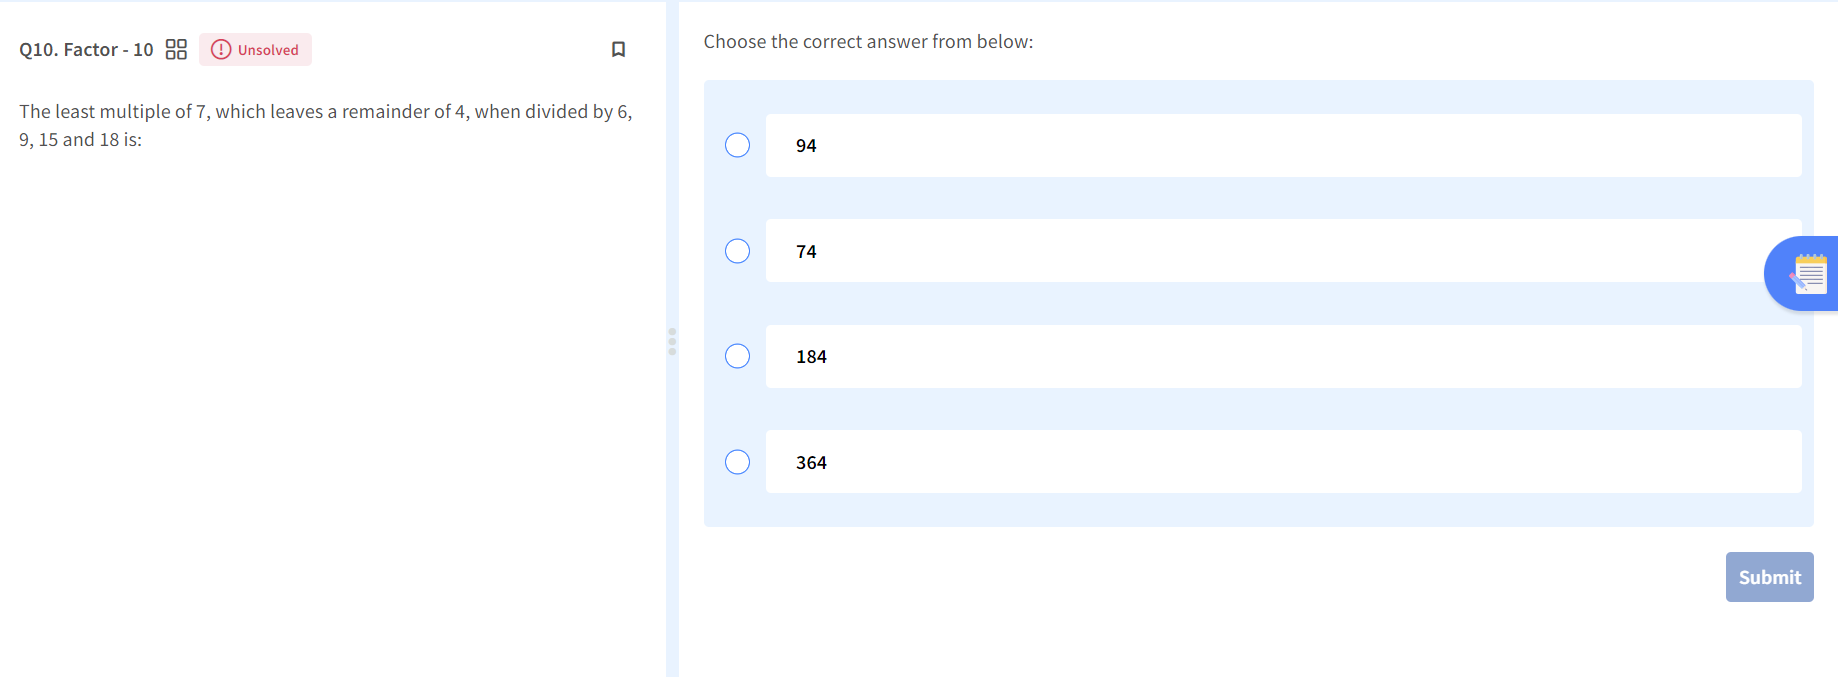 Q10. Factor - 10
Unsolved
The least multiple of 7, which leaves a remainder of 4, when divided by 6,
9, 15 and 18 is:
Choose the correct answer from below:
94
74
184
364
Submit